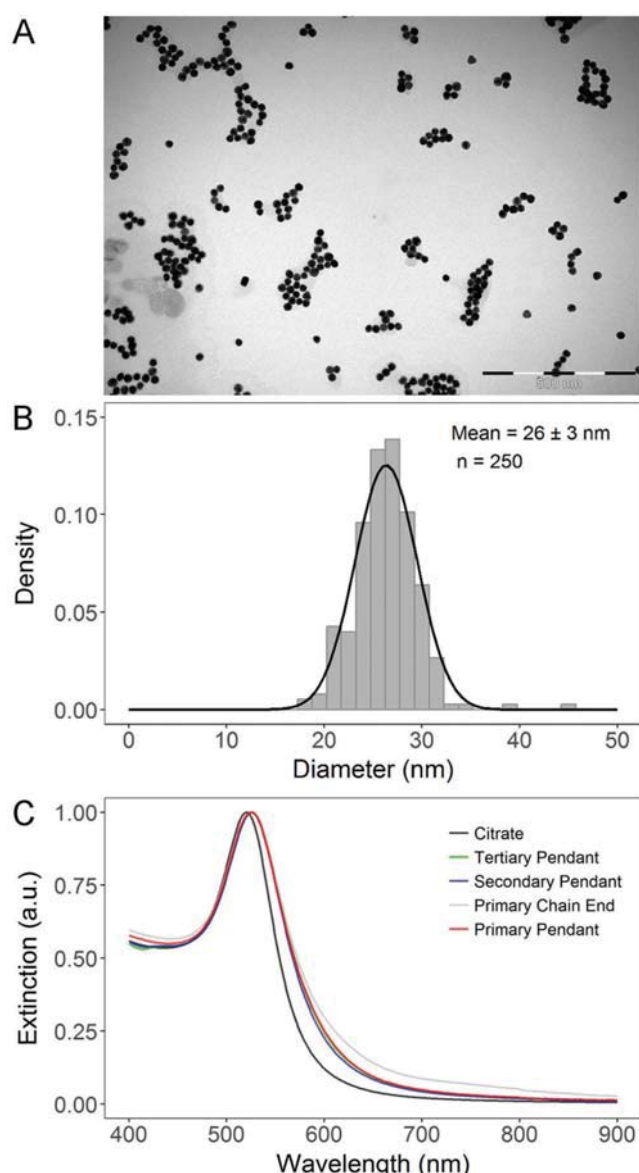 A
500 nm
B
0.15
0.10
0.05
0.00
Density
Mean = 26 ± 3 nm
n = 250
0
10
20
30
40
50
Diameter (nm)
C
1.00
0.75
0.50
0.25
0.00
Extinction (a.u.)
Citrate
Tertiary Pendant
Secondary Pendant
Primary Chain End
Primary Pendant
400
500
600
700
800
900
Wavelength (nm)